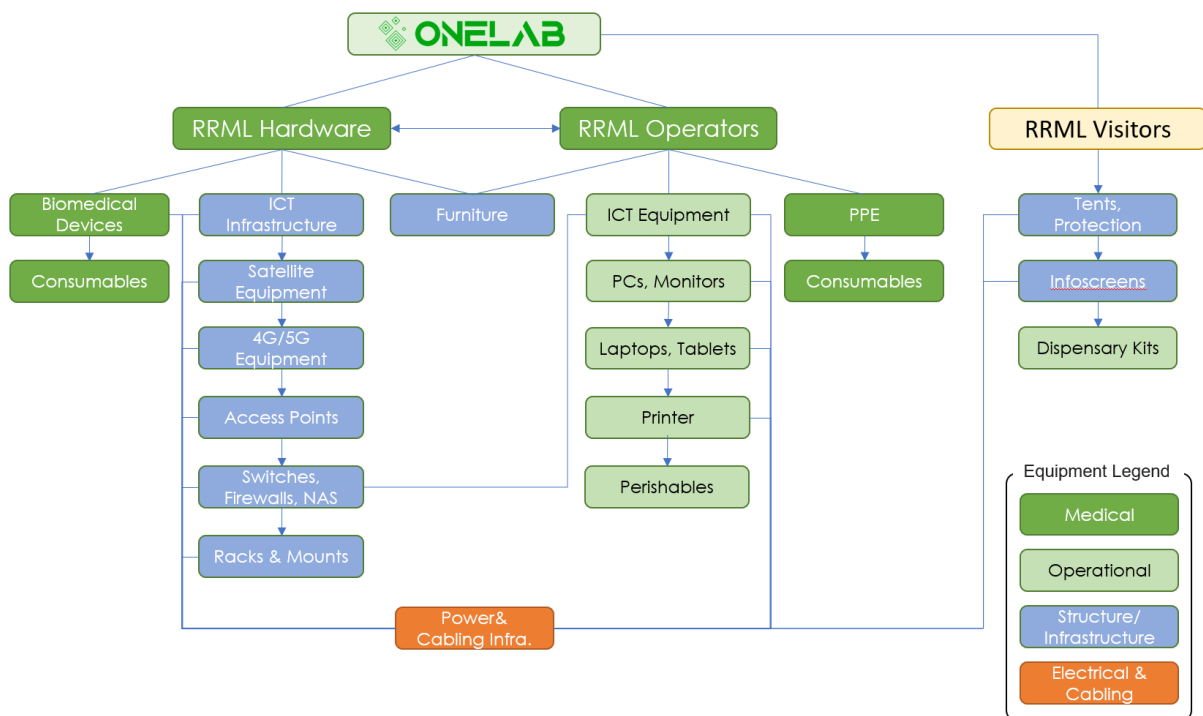 ONELAB
RRML Hardware
RRML Operators
RRML Visitors
Biomedical
Devices
ICT
Infrastructure
Furniture
ICT Equipment
PPE
Tents,
Protection
Consumables
Satellite
Equipment
PCs, Monitors
Consumables
Infoscreens
4G/5G
Equipment
Laptops, Tablets
Dispensary Kits
Access Points
Printer
Switches,
Firewalls, NAS
Perishables
Racks & Mounts
Power&
Cabling Infra.
Equipment Legend
Medical
Operational
Structure/
Infrastructure
Electrical &
Cabling